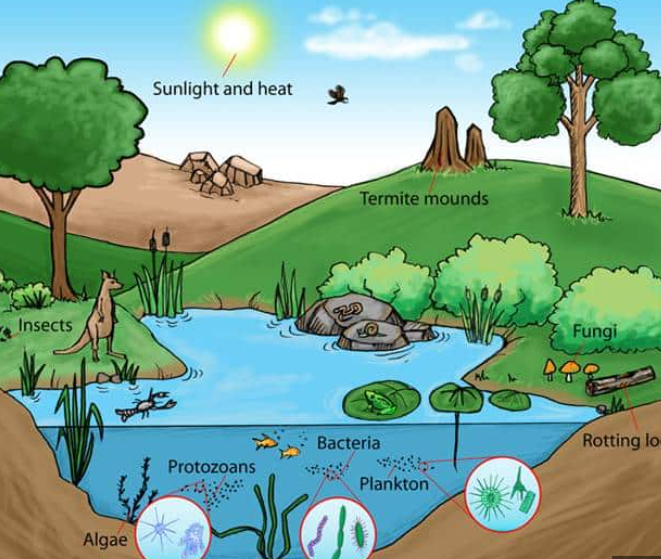 Sunlight and heat
Termite mounds
Insects
Fungi
Rotting lo
Bacteria
Protozoans
Plankton
Algae